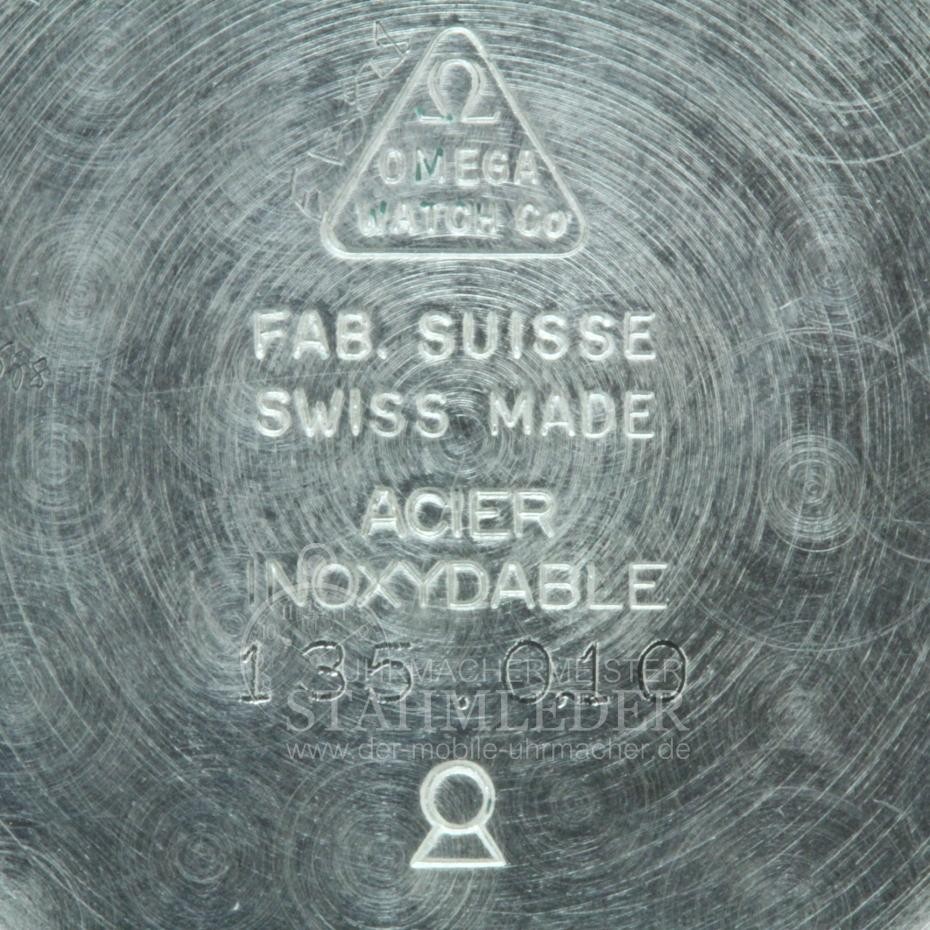 Ω
OMEGA
WATCH Co
FAB. SUISSE
SWISS MADE
ACIER
INOXYDABLE
135.010
UHRMACHERMEISTER
STAHMLEDER
www.der-mobile-uhrmacher.de